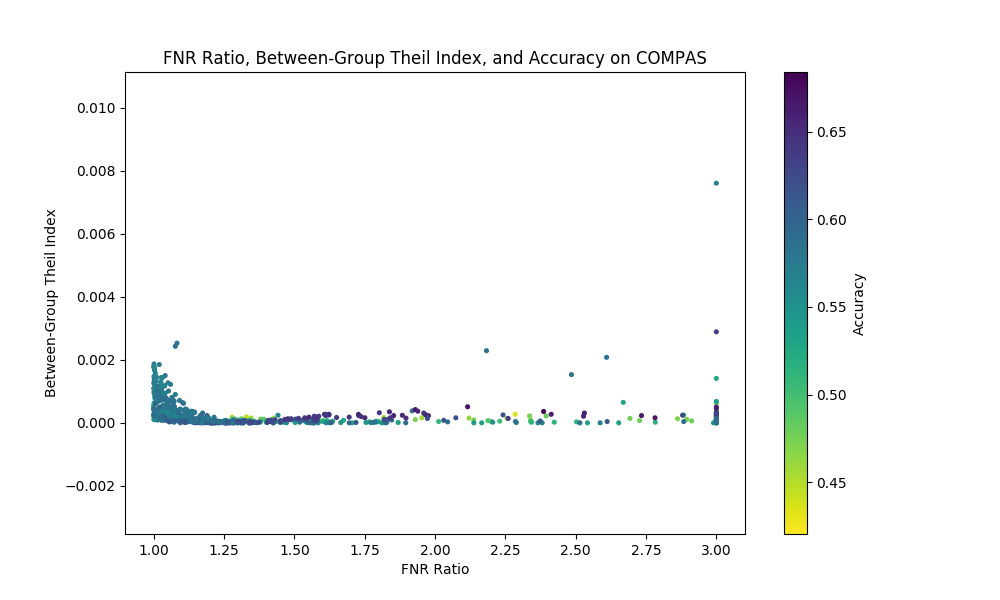 FNR Ratio, Between-Group Theil Index, and Accuracy on COMPAS
0.010
0.008
0.006
0.004
0.002
0.000
−0.002
Between-Group Theil Index
1.00 1.25 1.50 1.75 2.00 2.25 2.50 2.75 3.00
FNR Ratio
0.65
0.60
0.55
0.50
0.45
Accuracy